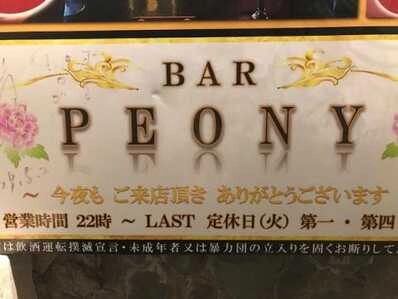 BAR
PEONY
～ 今夜も ご来店頂き ありがとうございます
営業時間 22時 ～ LAST 定休日(火) 第一・第四
は飲酒運転撲滅宣言・未成年者又は暴力団の立入りを固くお断りして